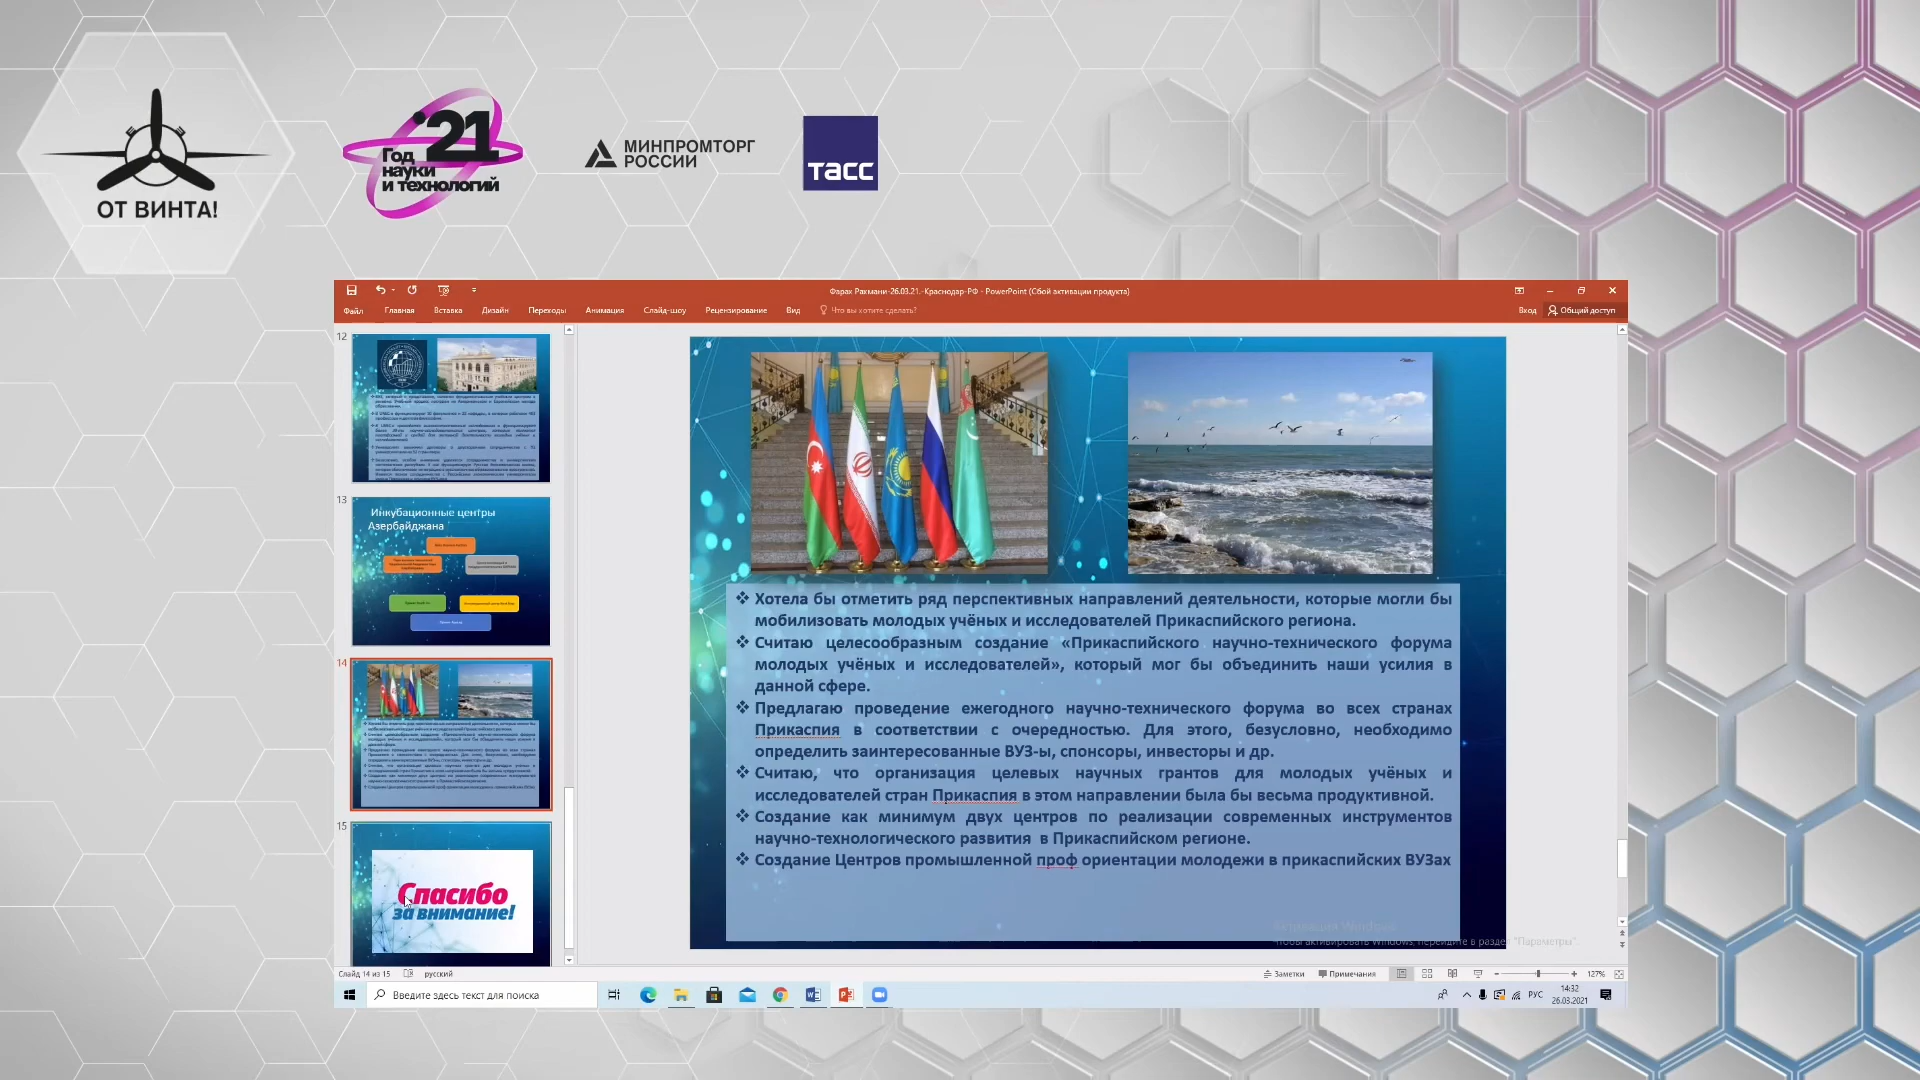 ОТ ВИНТА!
'21
Год
науки
и технологий
МИНПРОМТОРГ
РОССИИ
ТАСС
Фарах Рахмани-26.03.21.-Краснодар-РФ - PowerPoint (Сбой активации продукта)
Файл Главная Вставка Дизайн Переходы Анимация Слайд-шоу Рецензирование Вид Что вы хотите сделать? Вход Общий доступ
12
13
Инкубационные центры
Азербайджана
14
15
Спасибо
за внимание!
❖ Хотела бы отметить ряд перспективных направлений деятельности, которые могли бы
мобилизовать молодых учёных и исследователей Прикаспийского региона.
❖ Считаю целесообразным создание «Прикаспийского научно-технического форума
молодых учёных и исследователей», который мог бы объединить наши усилия в
данной сфере.
❖ Предлагаю проведение ежегодного научно-технического форума во всех странах
Прикаспия в соответствии с очередностью. Для этого, безусловно, необходимо
определить заинтересованные ВУЗ-ы, спонсоры, инвесторы и др.
❖ Считаю, что организация целевых научных грантов для молодых учёных и
исследователей стран Прикаспия в этом направлении была бы весьма продуктивной.
❖ Создание как минимум двух центров по реализации современных инструментов
научно-технологического развития в Прикаспийском регионе.
❖ Создание Центров промышленной проф ориентации молодежи в прикаспийских ВУЗах
Активация Windows
Чтобы активировать Windows, перейдите в раздел "Параметры".
Слайд 14 из 15 русский Заметки Примечания 127%
Введите здесь текст для поиска
РУС
14:32
26.03.2021